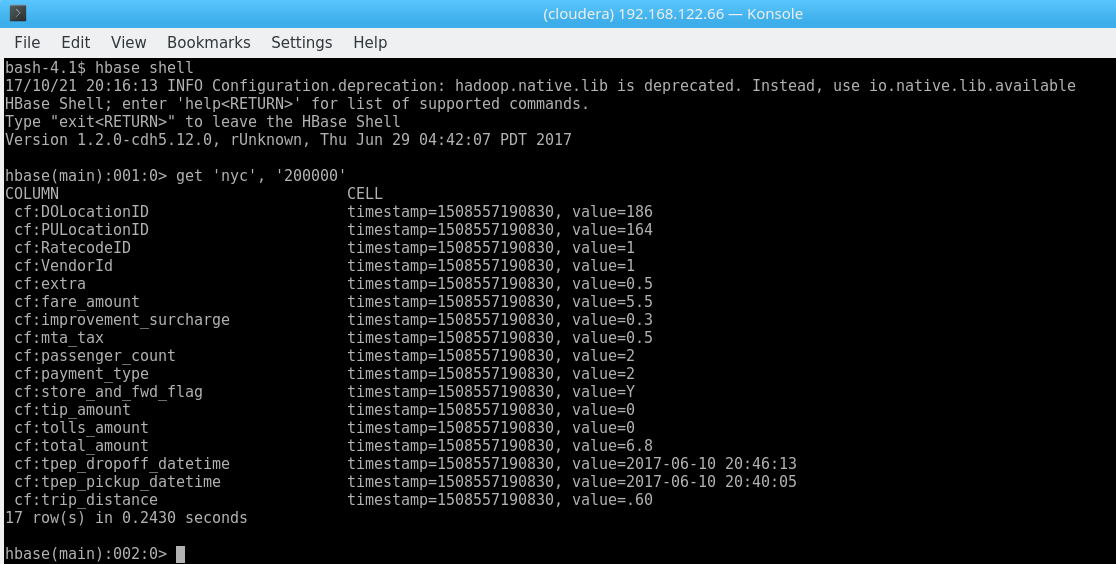 (cloudera) 192.168.122.66 — Konsole
File Edit View Bookmarks Settings Help
bash-4.1$ hbase shell
17/10/21 20:16:13 INFO Configuration.deprecation: hadoop.native.lib is deprecated. Instead, use io.native.lib.available
HBase Shell; enter 'help<RETURN>' for list of supported commands.
Type "exit<RETURN>" to leave the HBase Shell
Version 1.2.0-cdh5.12.0, rUnknown, Thu Jun 29 04:42:07 PDT 2017
hbase(main):001:0> get 'nyc', '200000'
COLUMN CELL
cf:DOLocationID timestamp=1508557190830, value=186
cf:PULocationID timestamp=1508557190830, value=164
cf:RatecodeID timestamp=1508557190830, value=1
cf:VendorId timestamp=1508557190830, value=1
cf:extra timestamp=1508557190830, value=0.5
cf:fare_amount timestamp=1508557190830, value=5.5
cf:improvement_surcharge timestamp=1508557190830, value=0.3
cf:mta_tax timestamp=1508557190830, value=0.5
cf:passenger_count timestamp=1508557190830, value=2
cf:payment_type timestamp=1508557190830, value=2
cf:store_and_fwd_flag timestamp=1508557190830, value=Y
cf:tip_amount timestamp=1508557190830, value=0
cf:tolls_amount timestamp=1508557190830, value=0
cf:total_amount timestamp=1508557190830, value=6.8
cf:tpep_dropoff_datetime timestamp=1508557190830, value=2017-06-10 20:46:13
cf:tpep_pickup_datetime timestamp=1508557190830, value=2017-06-10 20:40:05
cf:trip_distance timestamp=1508557190830, value=.60
17 row(s) in 0.2430 seconds
hbase(main):002:0>